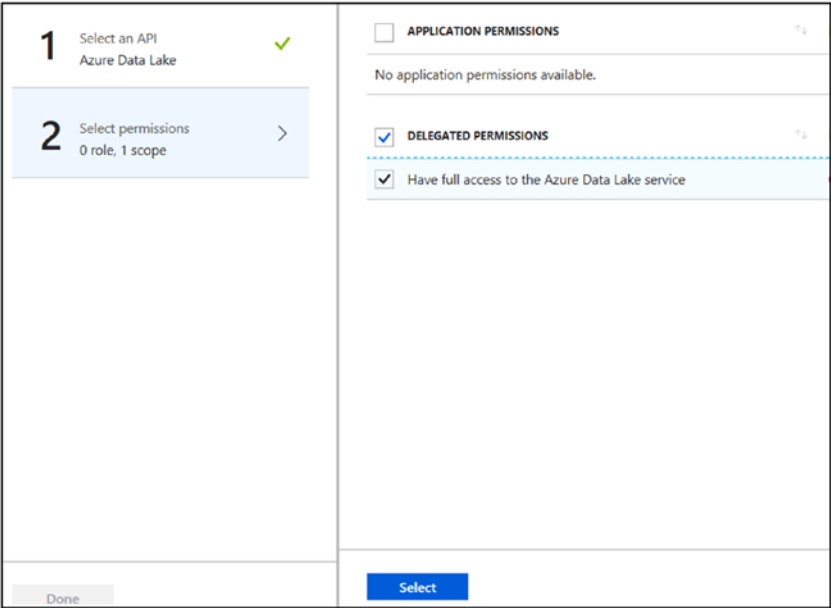 1
Select an API
Azure Data Lake
2
Select permissions
0 role, 1 scope
Done
APPLICATION PERMISSIONS
No application permissions available.
DELEGATED PERMISSIONS
Have full access to the Azure Data Lake service
Select